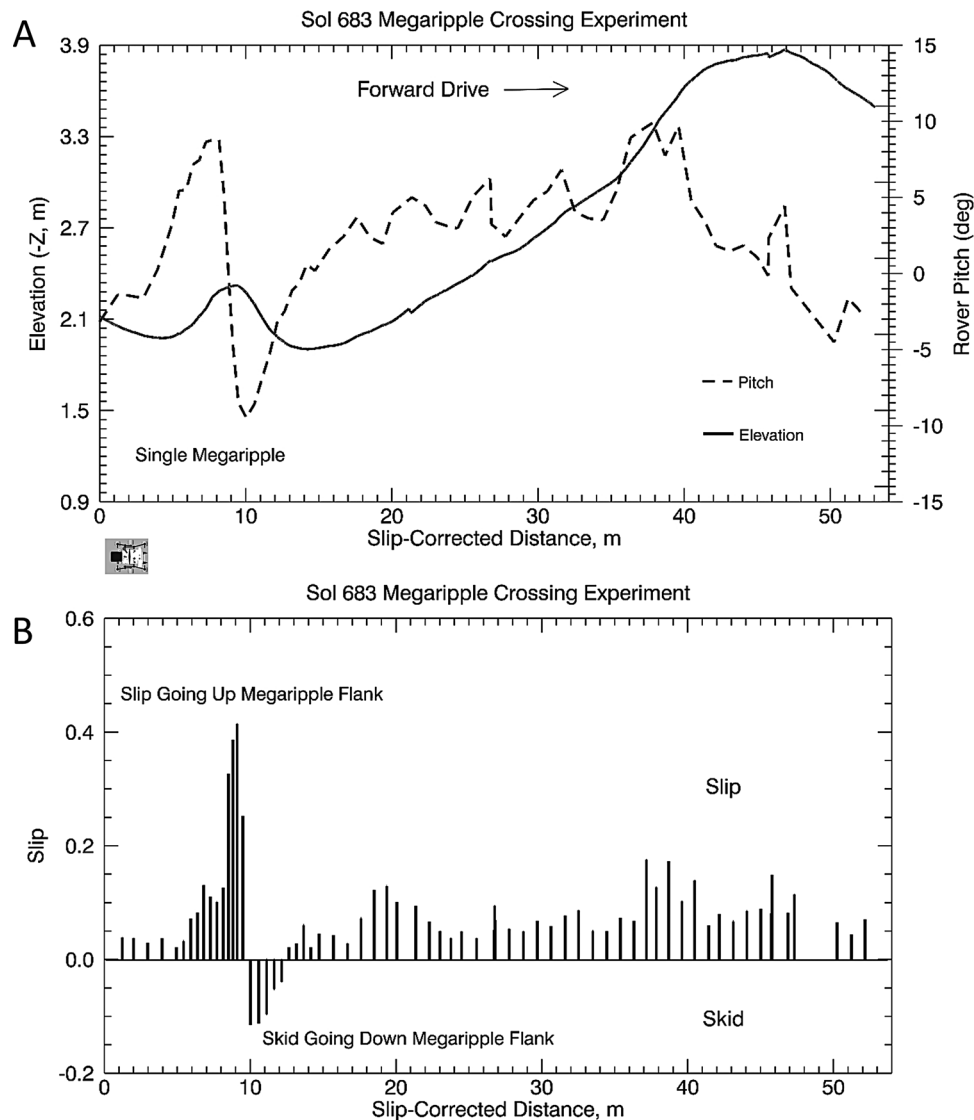 A
Sol 683 Megaripple Crossing Experiment
3.9
3.3
2.7
2.1
1.5
0.9
Elevation (-Z, m)
15
10
5
0
-5
-10
-15
Rover Pitch (deg)
Forward Drive
Pitch
Elevation
Single Megaripple
0 10 20 30 40 50
Slip-Corrected Distance, m
B
Sol 683 Megaripple Crossing Experiment
0.6
0.4
0.2
0.0
-0.2
Slip
Slip Going Up Megaripple Flank
Slip
Skid Going Down Megaripple Flank
Skid
0 10 20 30 40 50
Slip-Corrected Distance, m